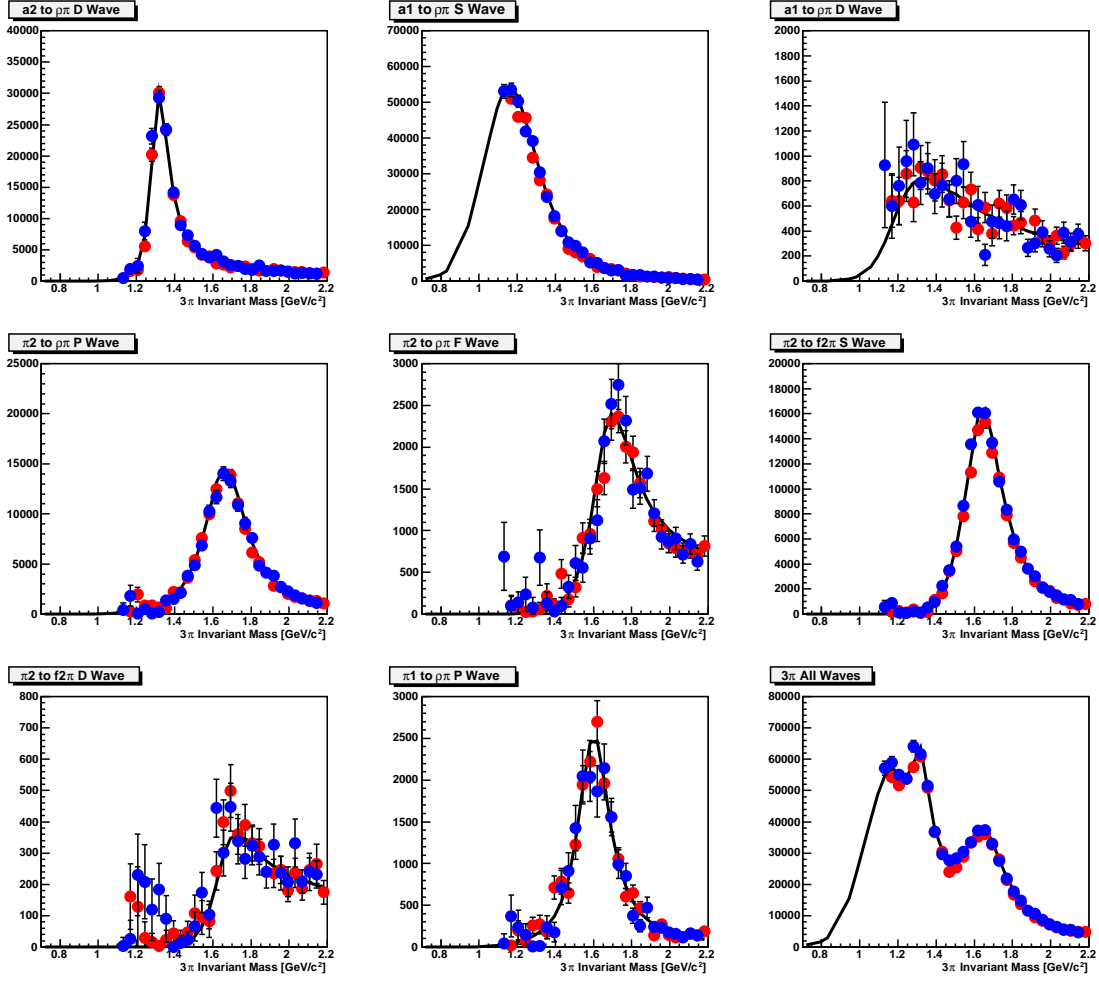 a2 to ρπ D Wave
40000
35000
30000
25000
20000
15000
10000
5000
0
0.8 1 1.2 1.4 1.6 1.8 2 2.2
3π Invariant Mass [GeV/c²]
a1 to ρπ S Wave
70000
60000
50000
40000
30000
20000
10000
0
0.8 1 1.2 1.4 1.6 1.8 2 2.2
3π Invariant Mass [GeV/c²]
a1 to ρπ D Wave
2000
1800
1600
1400
1200
1000
800
600
400
200
0
0.8 1 1.2 1.4 1.6 1.8 2 2.2
3π Invariant Mass [GeV/c²]
π2 to ρπ P Wave
25000
20000
15000
10000
5000
0
0.8 1 1.2 1.4 1.6 1.8 2 2.2
3π Invariant Mass [GeV/c²]
π2 to ρπ F Wave
3000
2500
2000
1500
1000
500
0
0.8 1 1.2 1.4 1.6 1.8 2 2.2
3π Invariant Mass [GeV/c²]
π2 to f2π S Wave
20000
18000
16000
14000
12000
10000
8000
6000
4000
2000
0
0.8 1 1.2 1.4 1.6 1.8 2 2.2
3π Invariant Mass [GeV/c²]
π2 to f2π D Wave
800
700
600
500
400
300
200
100
0
0.8 1 1.2 1.4 1.6 1.8 2 2.2
3π Invariant Mass [GeV/c²]
π1 to ρπ P Wave
3000
2500
2000
1500
1000
500
0
0.8 1 1.2 1.4 1.6 1.8 2 2.2
3π Invariant Mass [GeV/c²]
3π All Waves
80000
70000
60000
50000
40000
30000
20000
10000
0
0.8 1 1.2 1.4 1.6 1.8 2 2.2
3π Invariant Mass [GeV/c²]